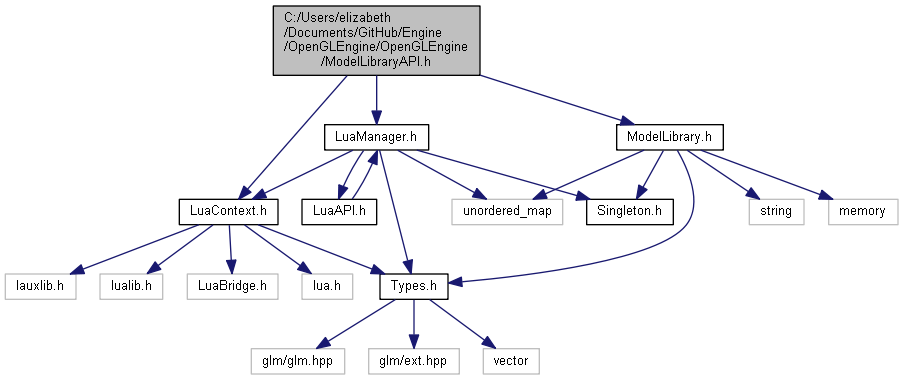 C:/Users/elizabeth
/Documents/GitHub/Engine
/OpenGLEngine/OpenGLEngine
/ModelLibraryAPI.h
LuaManager.h
ModelLibrary.h
LuaContext.h
LuaAPI.h
unordered_map
Singleton.h
string
memory
lauxlib.h
lualib.h
LuaBridge.h
lua.h
Types.h
glm/glm.hpp
glm/ext.hpp
vector